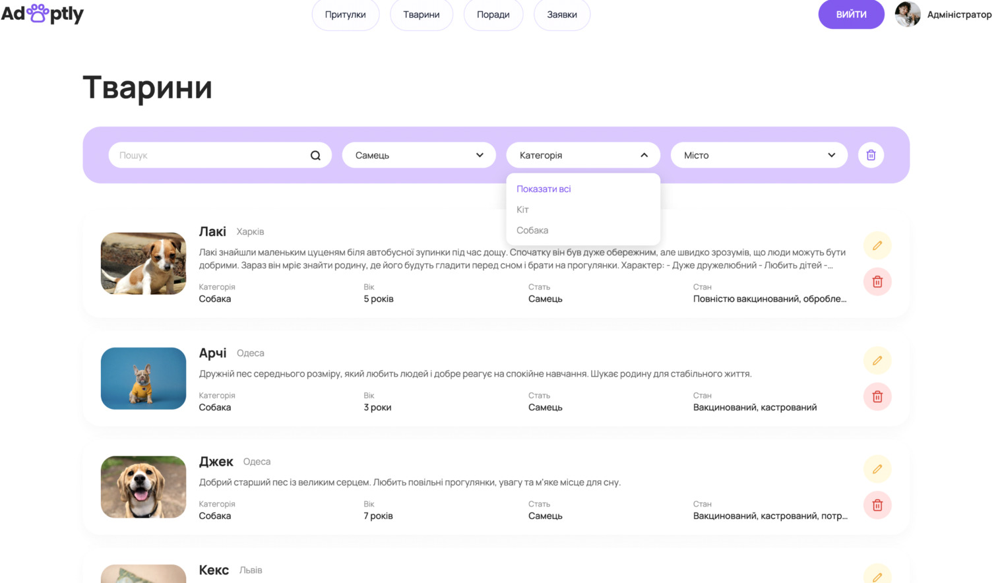 Adptly
Притулки
Тварини
Поради
Заявки
ВИЙТИ
Адміністратор
Тварини
Пошук
Самець
Категорія
Місто
Показати всі
Кіт
Собака
Лакі Харків
Лакі знайшли маленьким цуценям біля автобусної зупинки під час дощу. Спочатку він був дуже обережним, але швидко зрозумів, що люди можуть бути
добрими. Зараз він мріє знайти родину, де його будуть гладити перед сном і брати на прогулянки. Характер: - Дуже дружелюбний - Любить дітей -...
Категорія Вік Стать Стан
Собака 5 років Самець Повністю вакцинований, обробле...
Арчі Одеса
Дружній пес середнього розміру, який любить людей і добре реагує на спокійне навчання. Шукає родину для стабільного життя.
Категорія Вік Стать Стан
Собака 3 роки Самець Вакцинований, кастрований
Джек Одеса
Добрий старший пес із великим серцем. Любить повільні прогулянки, увагу та м'яке місце для сну.
Категорія Вік Стать Стан
Собака 7 років Самець Вакцинований, кастрований, потр...
Кекс Львів